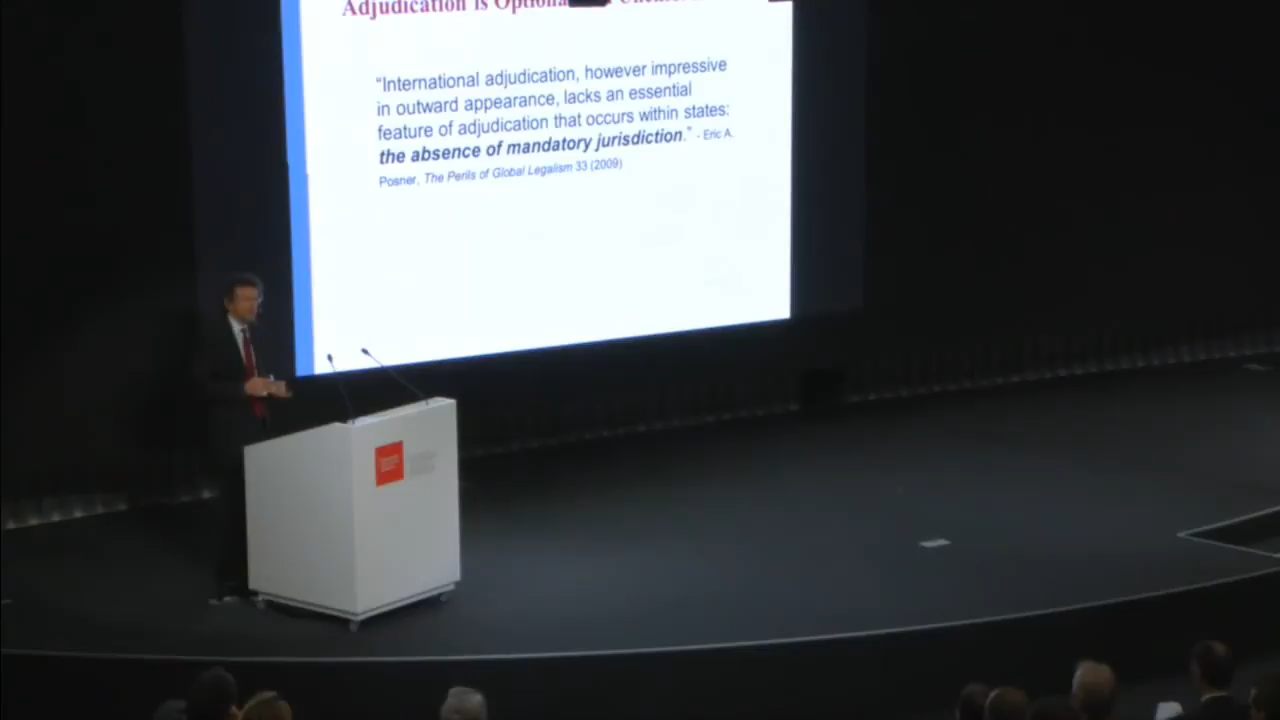 Adjudication is
"International adjudication, however impressive
in outward appearance, lacks an essential
feature of adjudication that occurs within states:
the absence of mandatory jurisdiction." - Eric A.
Posner, The Perils of Global Legalism 33 (2009)